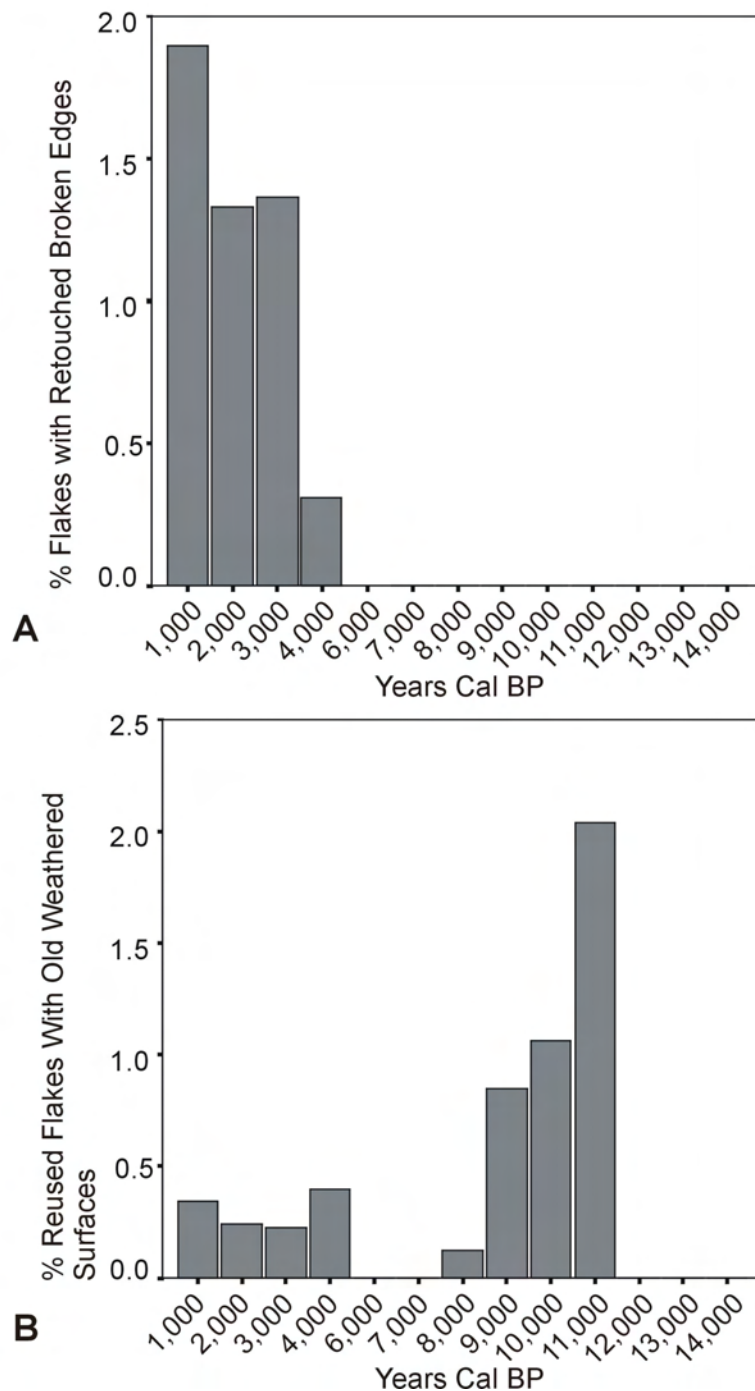 2.0
1.5
1.0
0.5
0.0
% Flakes with Retouched Broken Edges
A
1,000 2,000 3,000 4,000 6,000 7,000 8,000 9,000 10,000 11,000 12,000 13,000 14,000
Years Cal BP
2.5
2.0
1.5
1.0
0.5
0.0
% Reused Flakes With Old Weathered
Surfaces
B
1,000 2,000 3,000 4,000 6,000 7,000 8,000 9,000 10,000 11,000 12,000 13,000 14,000
Years Cal BP